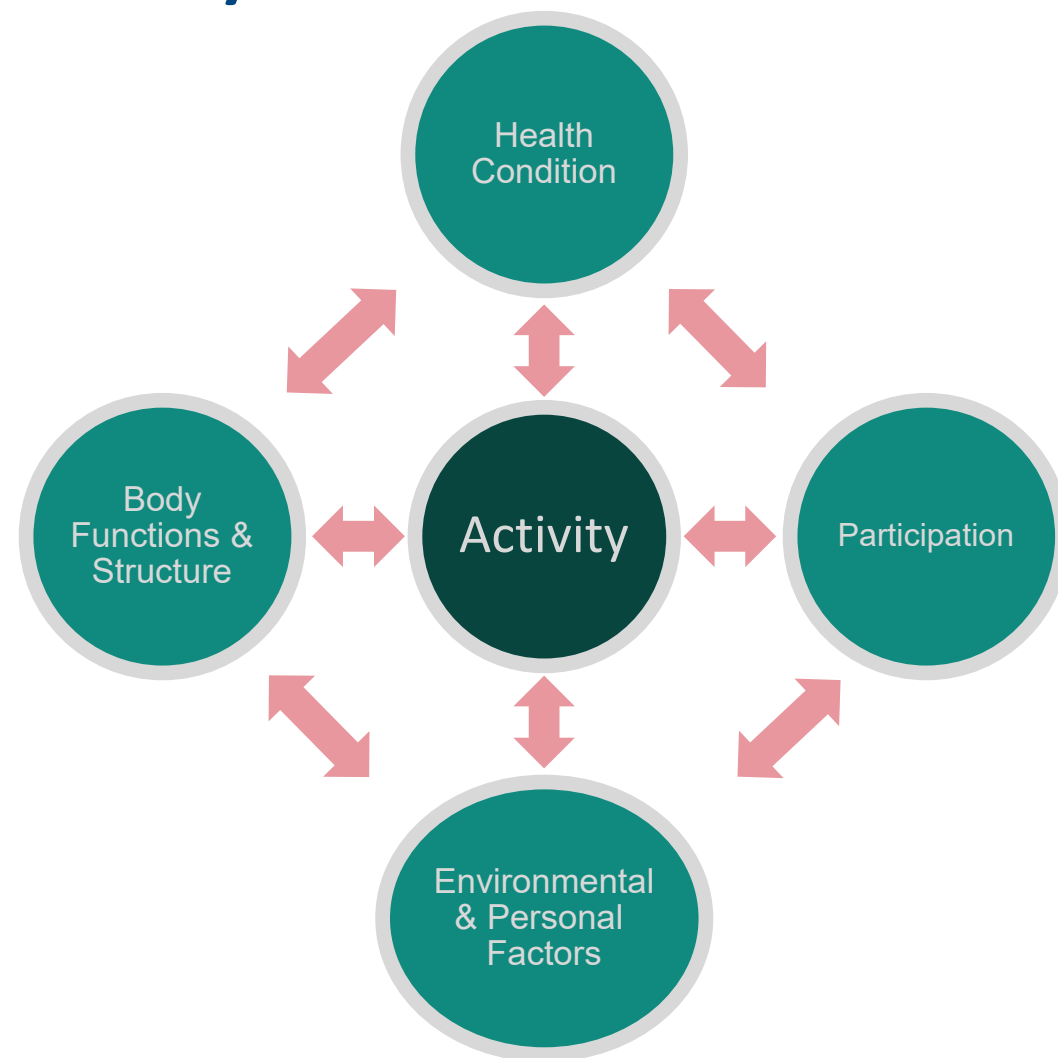 Health
Condition
Body
Functions &
Structure
Activity
Participation
Environmental
& Personal
Factors